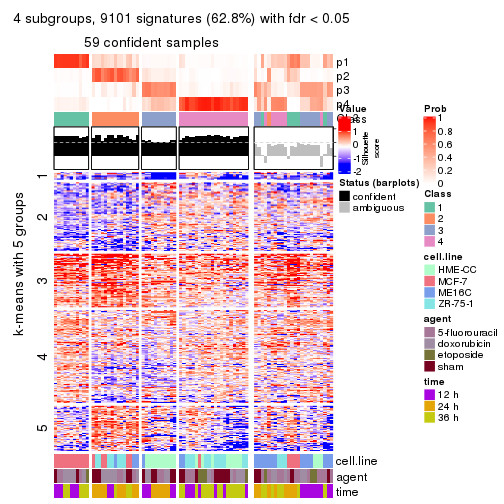 4 subgroups, 9101 signatures (62.8%) with fdr < 0.05
59 confident samples
p1
p2
p3
p4
Class
k-means with 5 groups
1
2
3
4
5
cell.line
agent
time
Value
1
0
-1
-2
Silhouette
score
Status (barplots)
confident
ambiguous
Prob
1
0.8
0.6
0.4
0.2
0
Class
1
2
3
4
cell.line
HME-CC
MCF-7
ME16C
ZR-75-1
agent
5-fluorouracil
doxorubicin
etoposide
sham
time
12 h
24 h
36 h